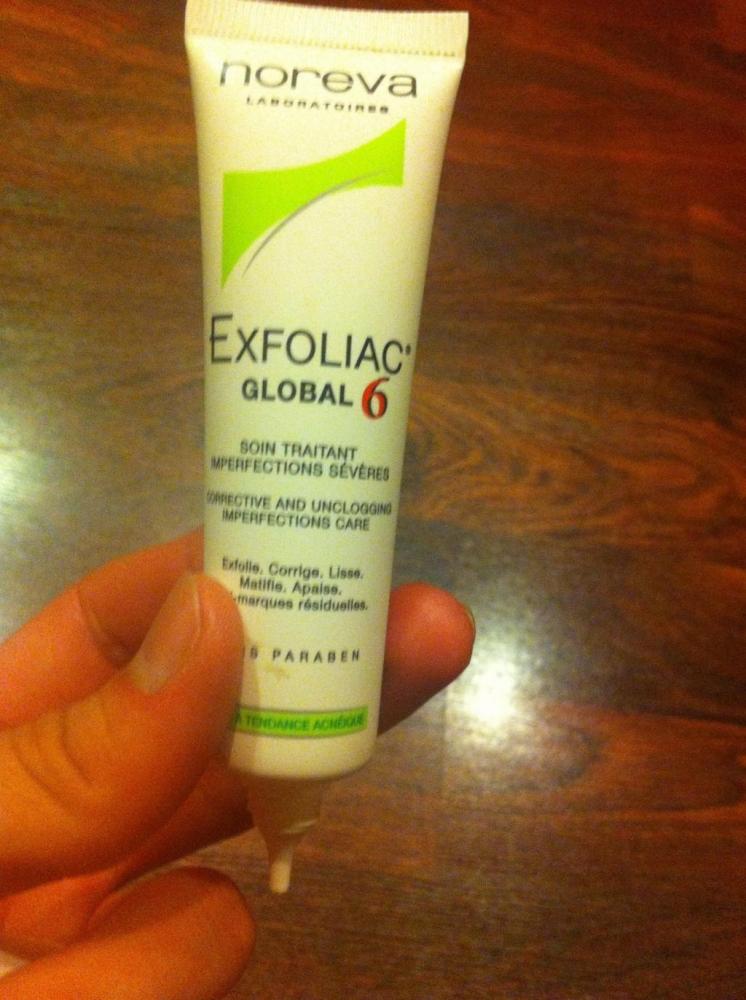 noreva
LABORATOIRES
EXFOLIAC®
GLOBAL 6
SOIN TRAITANT
IMPERFECTIONS SÉVÈRES
CORRECTIVE AND UNCLOGGING
IMPERFECTIONS CARE
Exfolie. Corrige. Lisse.
Matifie. Apaise.
-marques résiduelles.
PARABEN
À TENDANCE ACNÉIQUE